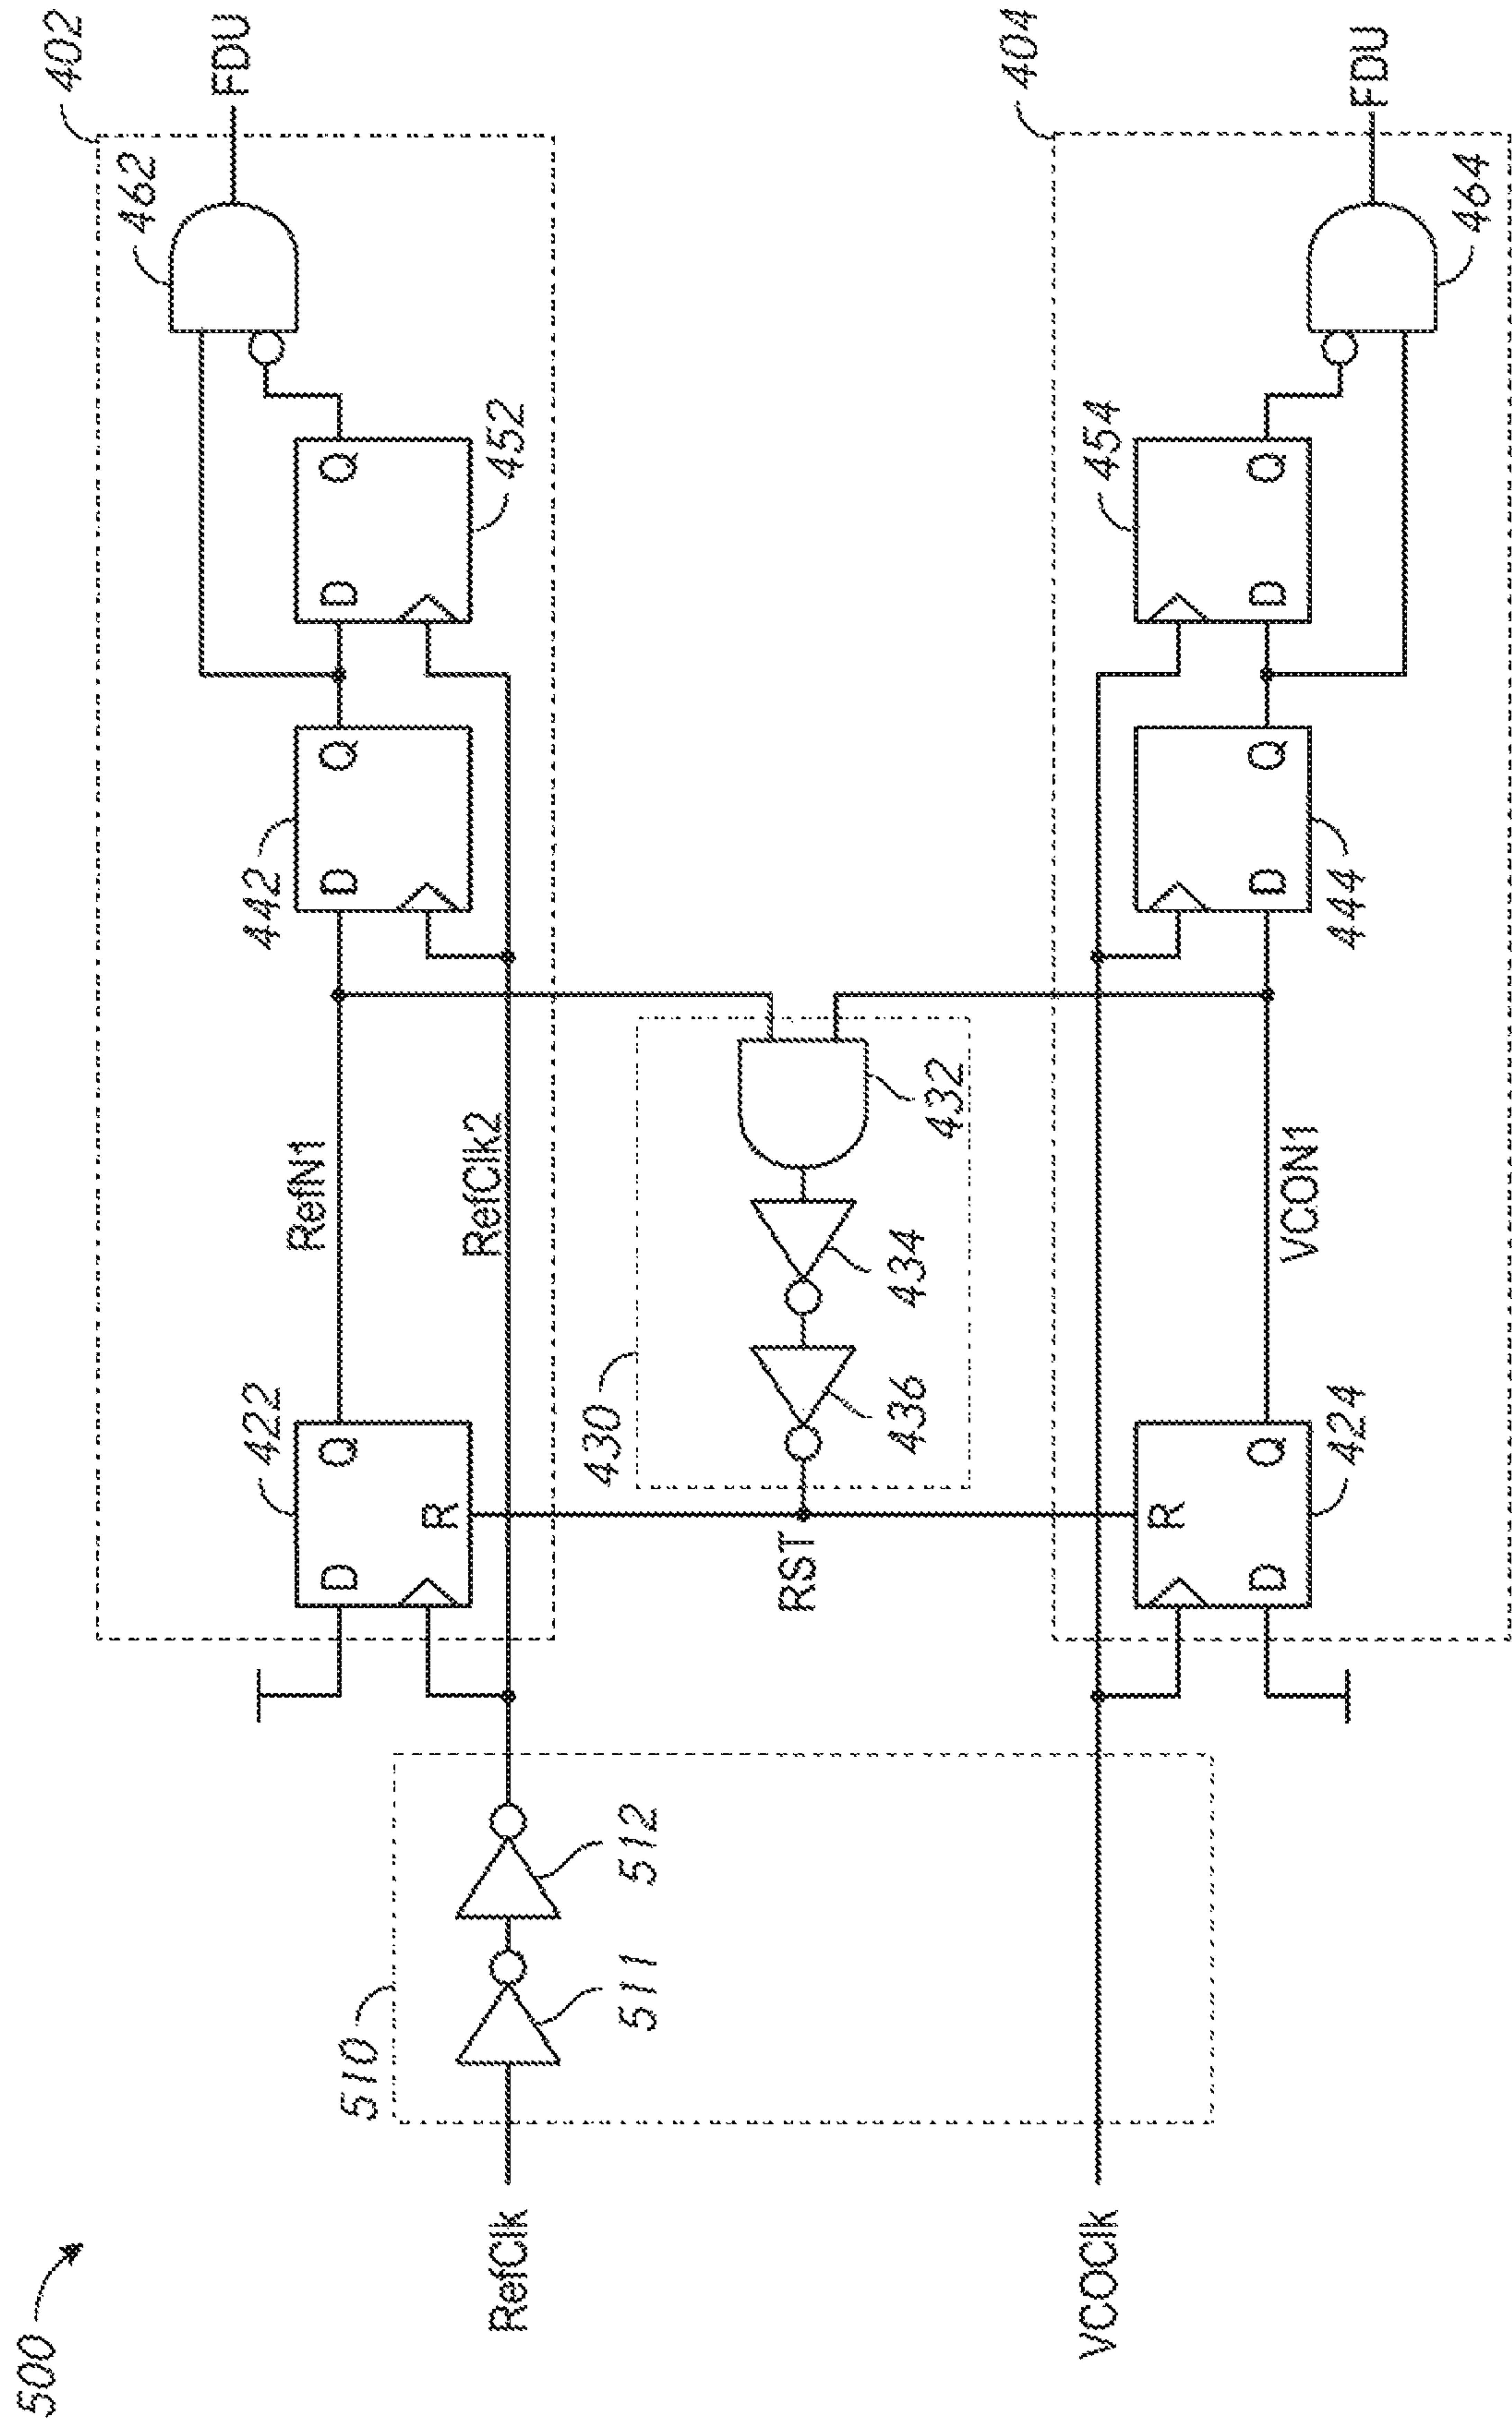 500
402
462
FDU
422
D
Q
R
RefN1
442
D
Q
D
Q
452
RefClk2
510
RefClk
511
512
430
RST
436
434
432
404
VCOClk
R
D
Q
424
VCON1
D
Q
444
454
D
Q
464
FDU